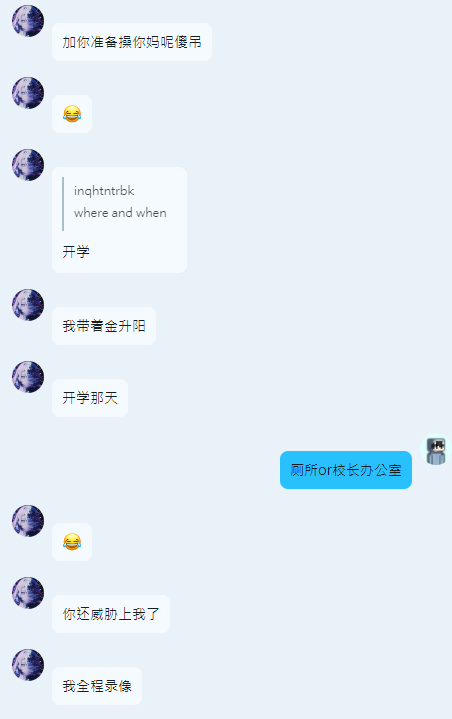 加你准备操你妈呢傻吊
😂
inqhtntrbk
where and when
开学
我带着金升阳
开学那天
厕所or校长办公室
😂
你还威胁上我了
我全程录像